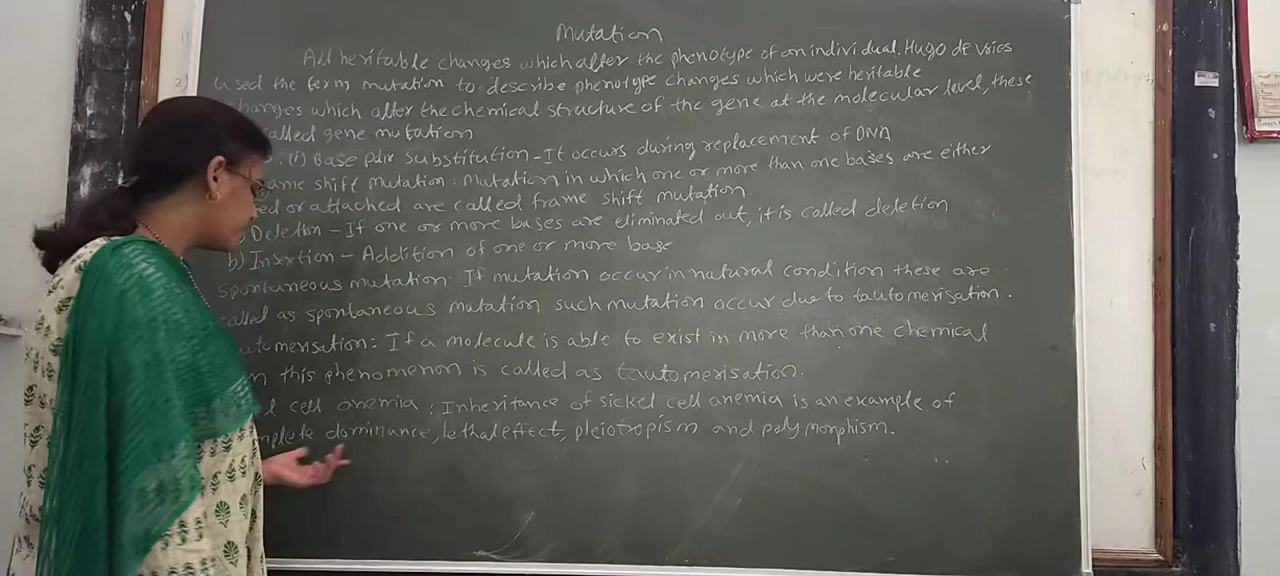 Mutation
1)
All heritable changes which alter the phenotype of an individual. Hugo de Vries
2)
used the term mutation to describe phenotype changes which were heritable
changes which alter the chemical structure of the gene at the molecular level, these
called gene mutation
(i) Base pair substitution - It occurs during replacement of DNA
ame shift mutation : Mutation in which one or more than one bases are either
ed or attached are called frame shift mutation
) Deletion - If one or more bases are eliminated out, it is called deletion
b) Insertion - Addition of one or more base
Spontaneous mutation: If mutation occur in natural condition these are
called as spontaneous mutation such mutation occur due to tautomerisation.
utomerisation: If a molecule is able to exist in more than one chemical
m this phenomenon is called as tautomerisation.
l cell anemia : Inheritance of sickel cell anemia is an example of
mplete dominance, lethal effect, pleiotropism and polymorphism.